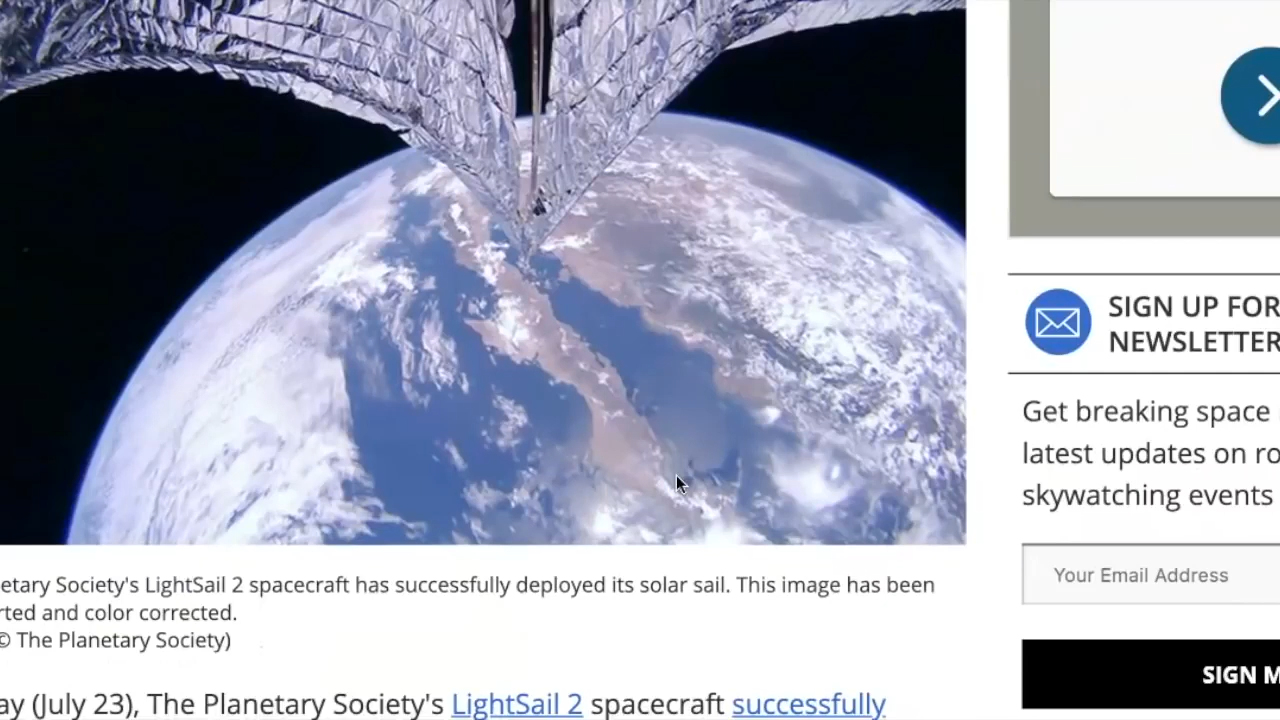 etary Society's LightSail 2 spacecraft has successfully deployed its solar sail. This image has been
rted and color corrected.
© The Planetary Society)
ay (July 23), The Planetary Society's LightSail 2 spacecraft successfully
SIGN UP FOR
NEWSLETTER
Get breaking space
latest updates on ro
skywatching events
Your Email Address
SIGN M